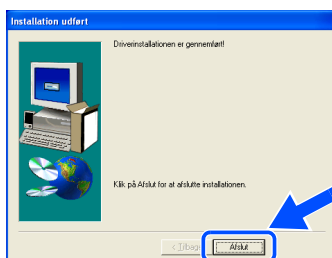 Installation udført
Driverinstallationen er gennemført!
Klik på Afslut for at afslutte installationen.
< Tilbage
Afslut